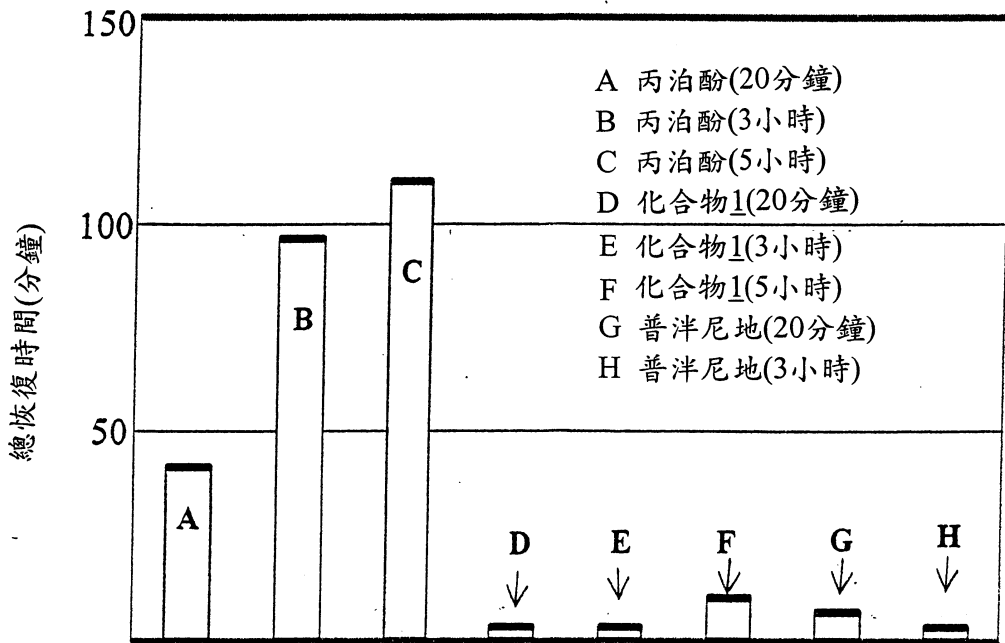 150
100
50
總恢復時間(分鐘)
A 丙泊酚(20分鐘)
B 丙泊酚(3小時)
C 丙泊酚(5小時)
D 化合物1(20分鐘)
E 化合物1(3小時)
F 化合物1(5小時)
G 普泮尼地(20分鐘)
H 普泮尼地(3小時)
A
B
C
D
E
F
G
H